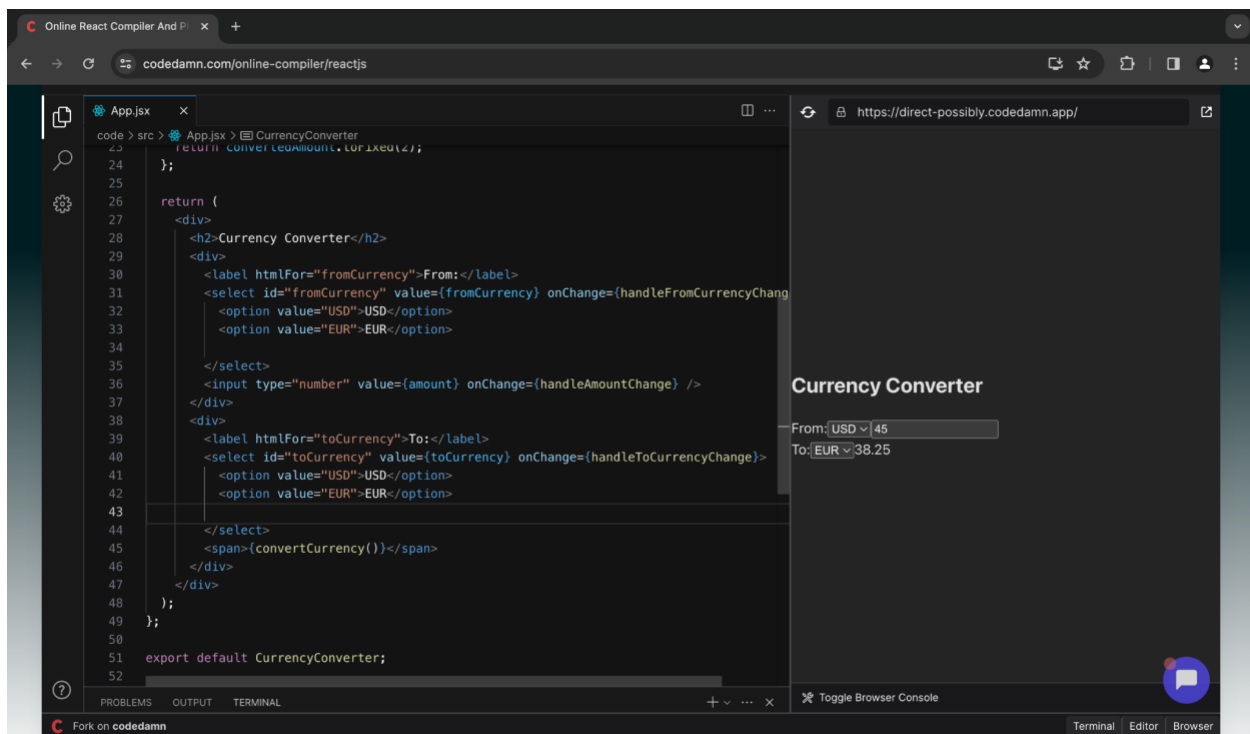 Online React Compiler And Pl
codedamn.com/online-compiler/reactjs
App.jsx
code > src > App.jsx > CurrencyConverter
23 return convertedAmount.toFixed(2);
24 };
25
26 return (
27 <div>
28 <h2>Currency Converter</h2>
29 <div>
30 <label htmlFor="fromCurrency">From:</label>
31 <select id="fromCurrency" value={fromCurrency} onChange={handleFromCurrencyChang
32 <option value="USD">USD</option>
33 <option value="EUR">EUR</option>
34
35 </select>
36 <input type="number" value={amount} onChange={handleAmountChange} />
37 </div>
38 <div>
39 <label htmlFor="toCurrency">To:</label>
40 <select id="toCurrency" value={toCurrency} onChange={handleToCurrencyChange}>
41 <option value="USD">USD</option>
42 <option value="EUR">EUR</option>
43
44 </select>
45 <span>{convertCurrency()}</span>
46 </div>
47 </div>
48 );
49 };
50
51 export default CurrencyConverter;
52
PROBLEMS OUTPUT TERMINAL
https://direct-possibly.codedamn.app/
Currency Converter
From: USD 45
To: EUR 38.25
Toggle Browser Console
Fork on codedamn
Terminal Editor Browser